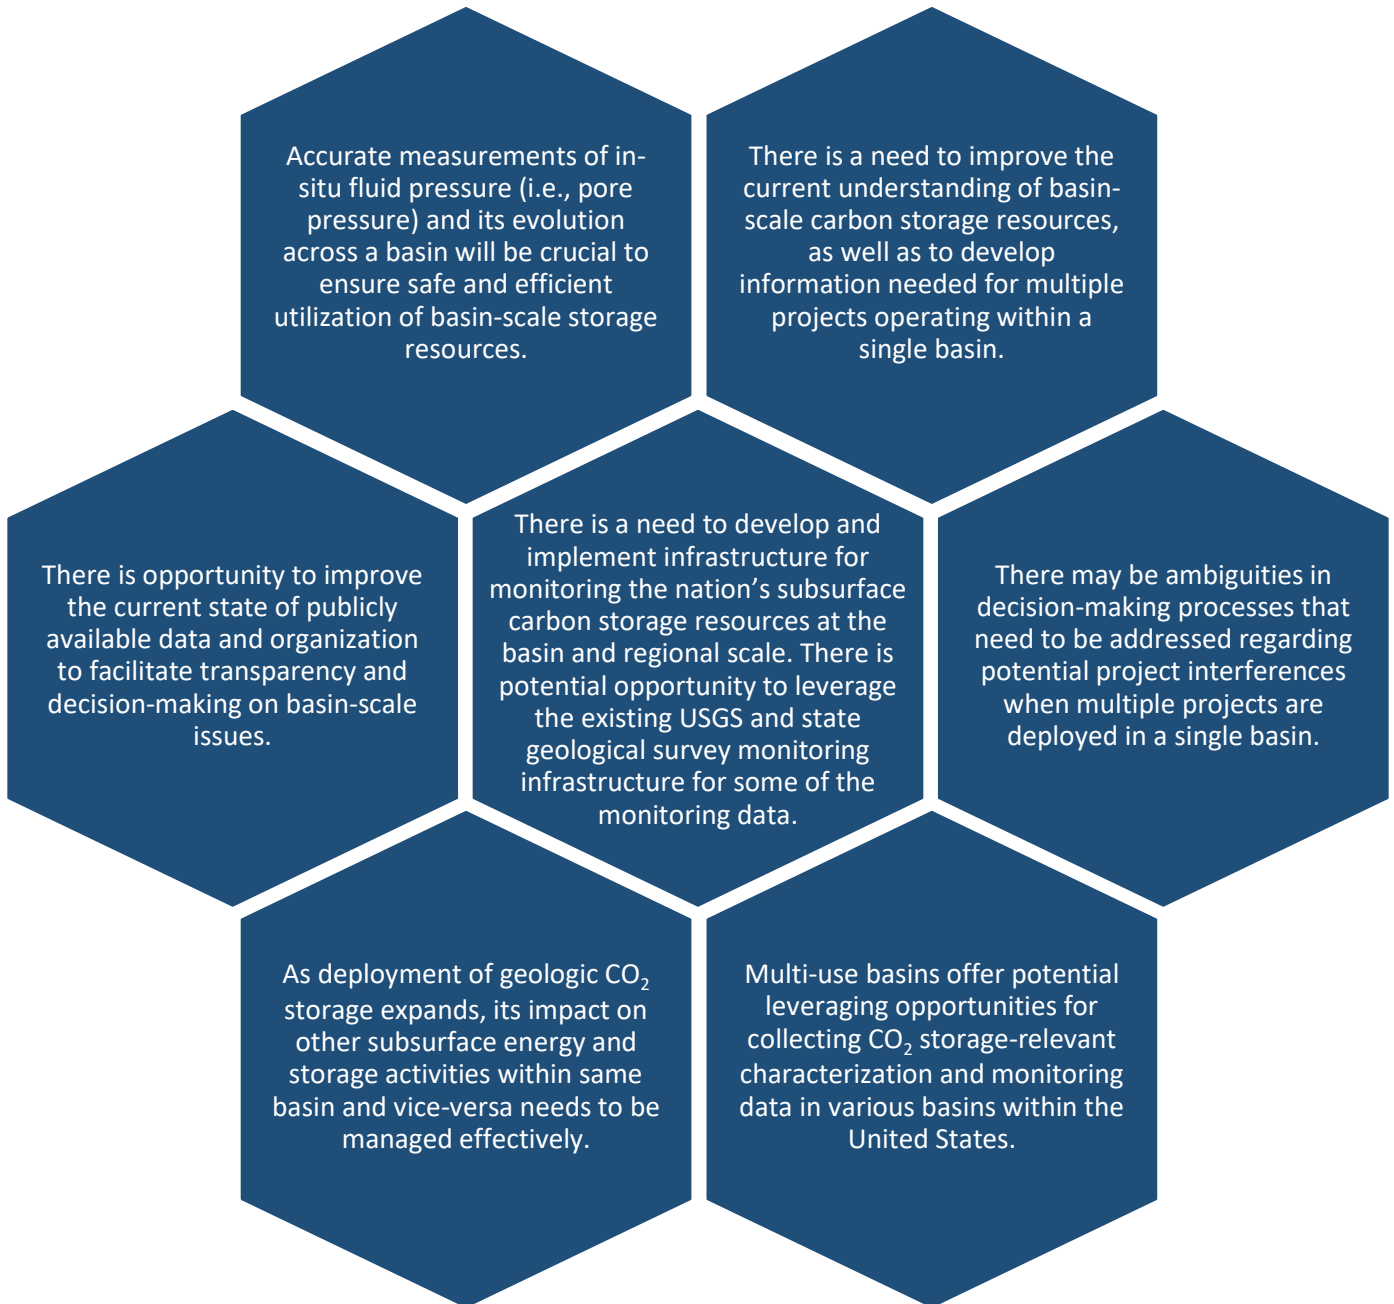 Accurate measurements of in-
situ fluid pressure (i.e., pore
pressure) and its evolution
across a basin will be crucial to
ensure safe and efficient
utilization of basin-scale storage
resources.
There is a need to improve the
current understanding of basin-
scale carbon storage resources,
as well as to develop
information needed for multiple
projects operating within a
single basin.
There is opportunity to improve
the current state of publicly
available data and organization
to facilitate transparency and
decision-making on basin-scale
issues.
There is a need to develop and
implement infrastructure for
monitoring the nation’s subsurface
carbon storage resources at the
basin and regional scale. There is
potential opportunity to leverage
the existing USGS and state
geological survey monitoring
infrastructure for some of the
monitoring data.
There may be ambiguities in
decision-making processes that
need to be addressed regarding
potential project interferences
when multiple projects are
deployed in a single basin.
As deployment of geologic CO₂
storage expands, its impact on
other subsurface energy and
storage activities within same
basin and vice-versa needs to be
managed effectively.
Multi-use basins offer potential
leveraging opportunities for
collecting CO₂ storage-relevant
characterization and monitoring
data in various basins within the
United States.